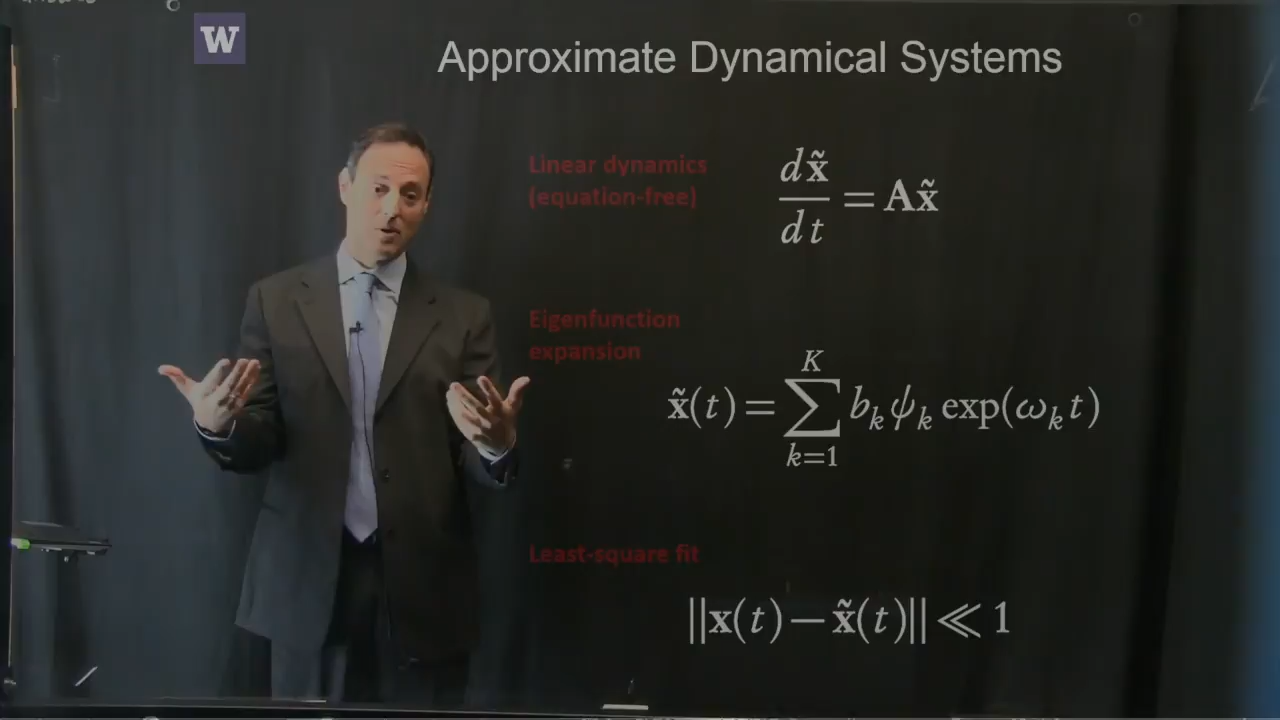 W
Approximate Dynamical Systems
Linear dynamics
(equation-free)
dx̃/dt = Ax̃
Eigenfunction
expansion
x̃(t) = ∑_{k=1}^{K} b_k ψ_k exp(ω_k t)
Least-square fit
||x(t) − x̃(t)|| ≪ 1